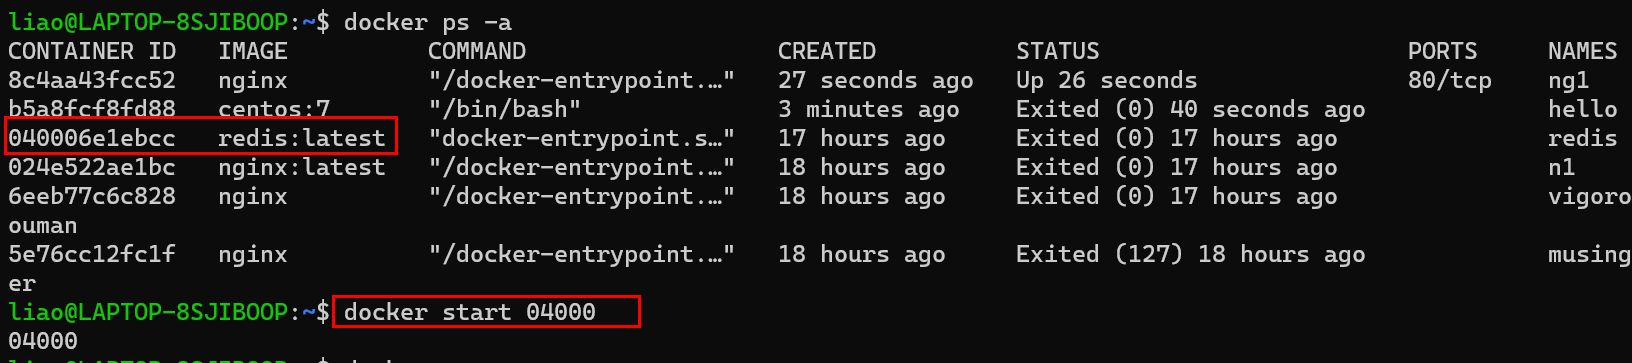 liao@LAPTOP-8SJIBOOP:~$ docker ps -a
CONTAINER ID   IMAGE          COMMAND                  CREATED          STATUS                      PORTS     NAMES
8c4aa43fcc52   nginx          "/docker-entrypoint.…"   27 seconds ago   Up 26 seconds               80/tcp    ng1
b5a8fcf8fd88   centos:7       "/bin/bash"              3 minutes ago    Exited (0) 40 seconds ago             hello
040006e1ebcc   redis:latest   "docker-entrypoint.s…"   17 hours ago     Exited (0) 17 hours ago               redis
024e522ae1bc   nginx:latest   "/docker-entrypoint.…"   18 hours ago     Exited (0) 17 hours ago               n1
6eeb77c6c828   nginx          "/docker-entrypoint.…"   18 hours ago     Exited (0) 17 hours ago               vigoro
ouman
5e76cc12fc1f   nginx          "/docker-entrypoint.…"   18 hours ago     Exited (127) 18 hours ago             musing
er
liao@LAPTOP-8SJIBOOP:~$ docker start 04000
04000